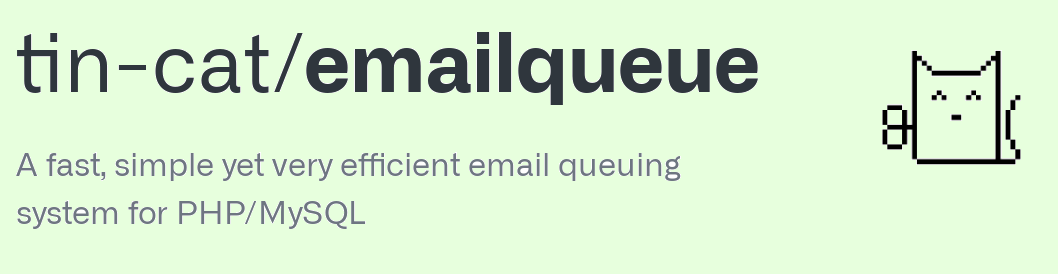 tin-cat/emailqueue
A fast, simple yet very efficient email queuing
system for PHP/MySQL